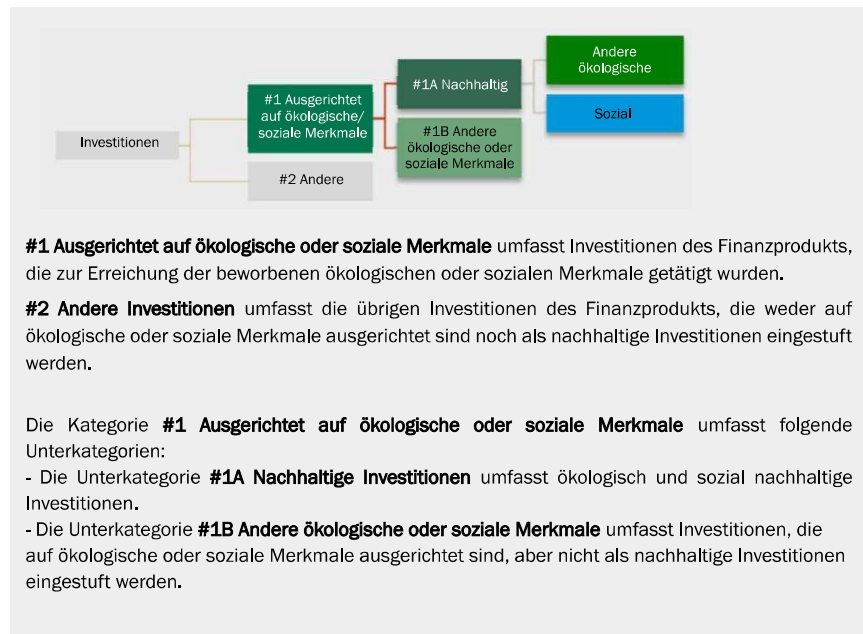 Investitionen
#1 Ausgerichtet
auf ökologische/
soziale Merkmale
#2 Andere
#1A Nachhaltig
#1B Andere
ökologische oder
soziale Merkmale
Andere
ökologische
Sozial
#1 Ausgerichtet auf ökologische oder soziale Merkmale umfasst Investitionen des Finanzprodukts,
die zur Erreichung der beworbenen ökologischen oder sozialen Merkmale getätigt wurden.
#2 Andere Investitionen umfasst die übrigen Investitionen des Finanzprodukts, die weder auf
ökologische oder soziale Merkmale ausgerichtet sind noch als nachhaltige Investitionen eingestuft
werden.
Die Kategorie #1 Ausgerichtet auf ökologische oder soziale Merkmale umfasst folgende
Unterkategorien:
- Die Unterkategorie #1A Nachhaltige Investitionen umfasst ökologisch und sozial nachhaltige
Investitionen.
- Die Unterkategorie #1B Andere ökologische oder soziale Merkmale umfasst Investitionen, die
auf ökologische oder soziale Merkmale ausgerichtet sind, aber nicht als nachhaltige Investitionen
eingestuft werden.